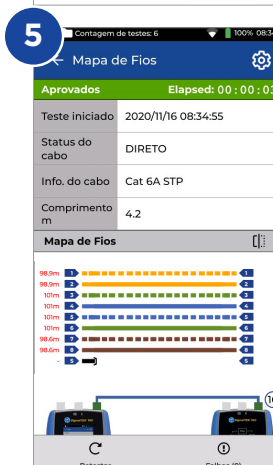 5
Contagem de testes: 6 100% 08:34
← Mapa de Fios
Aprovados Elapsed: 00:00:03
Teste iniciado 2020/11/16 08:34:55
Status do cabo DIRETO
Info. do cabo Cat 6A STP
Comprimento m 4.2
Mapa de Fios
98.9m 1 1
98.9m 2 2
101m 3 3
101m 4 4
101m 5 5
101m 6 6
98.6m 7 7
98.6m 8 8
- S S